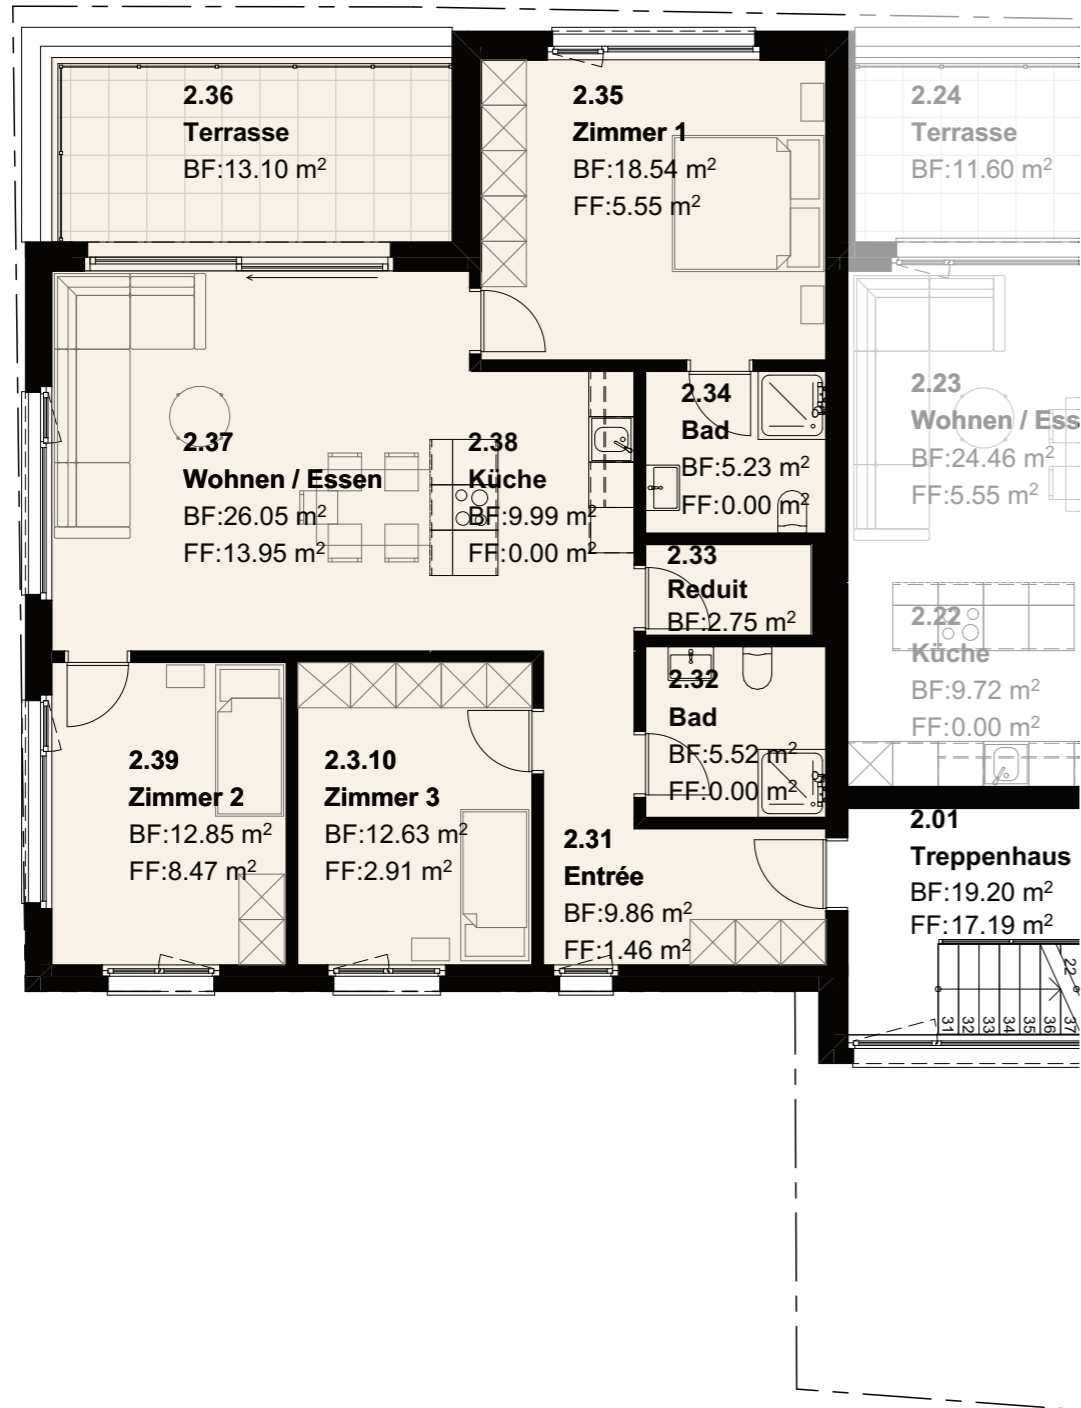 2.36
Terrasse
BF:13.10 m²
2.35
Zimmer 1
BF:18.54 m²
FF:5.55 m²
2.24
Terrasse
BF:11.60 m²
2.37
Wohnen / Essen
BF:26.05 m²
FF:13.95 m²
2.38
Küche
BF:9.99 m²
FF:0.00 m²
2.34
Bad
BF:5.23 m²
FF:0.00 m²
2.23
Wohnen / Ess
BF:24.46 m²
FF:5.55 m²
2.33
Reduit
BF:2.75 m²
2.22
Küche
BF:9.72 m²
FF:0.00 m²
2.32
Bad
BF:5.52 m²
FF:0.00 m²
2.39
Zimmer 2
BF:12.85 m²
FF:8.47 m²
2.3.10
Zimmer 3
BF:12.63 m²
FF:2.91 m²
2.31
Entrée
BF:9.86 m²
FF:1.46 m²
2.01
Treppenhaus
BF:19.20 m²
FF:17.19 m²
22
31
32
33
34
35
36
37